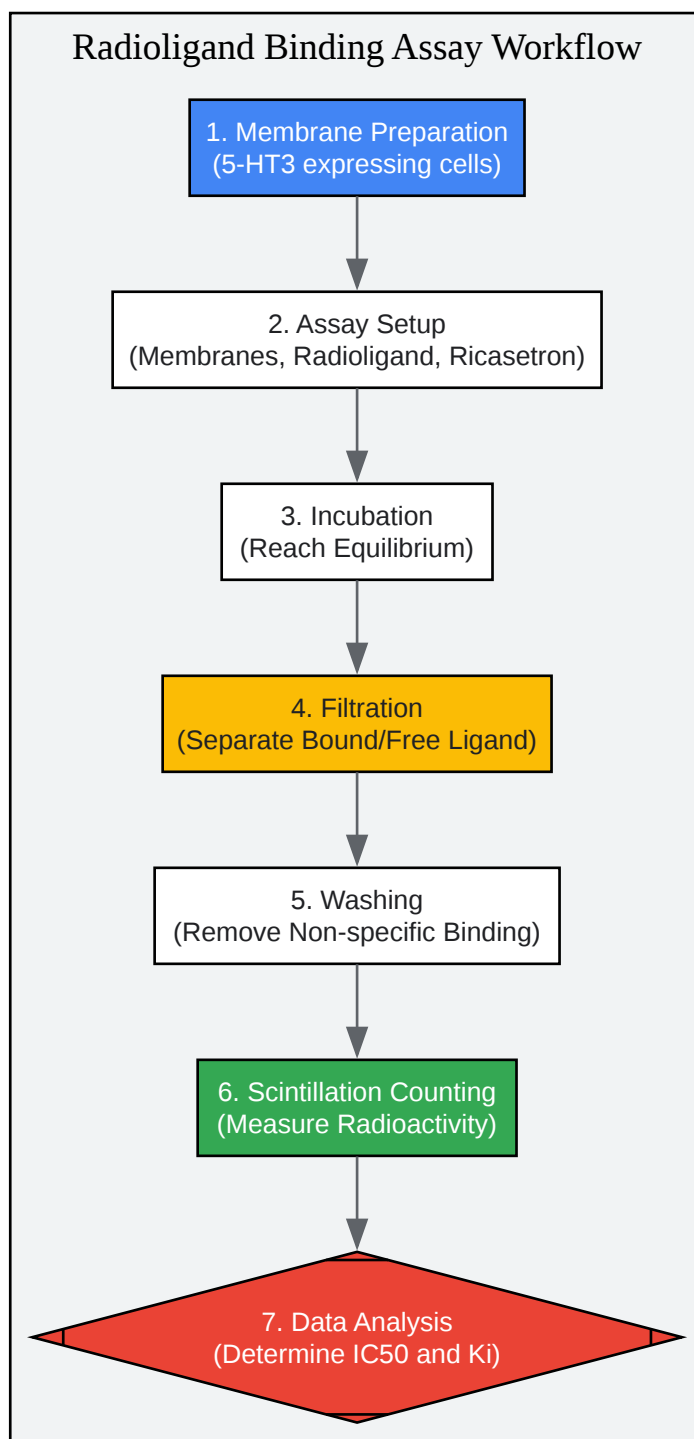 Radioligand Binding Assay Workflow
1. Membrane Preparation
(5-HT3 expressing cells)
2. Assay Setup
(Membranes, Radioligand, Ricasetron)
3. Incubation
(Reach Equilibrium)
4. Filtration
(Separate Bound/Free Ligand)
5. Washing
(Remove Non-specific Binding)
6. Scintillation Counting
(Measure Radioactivity)
7. Data Analysis
(Determine IC50 and Ki)